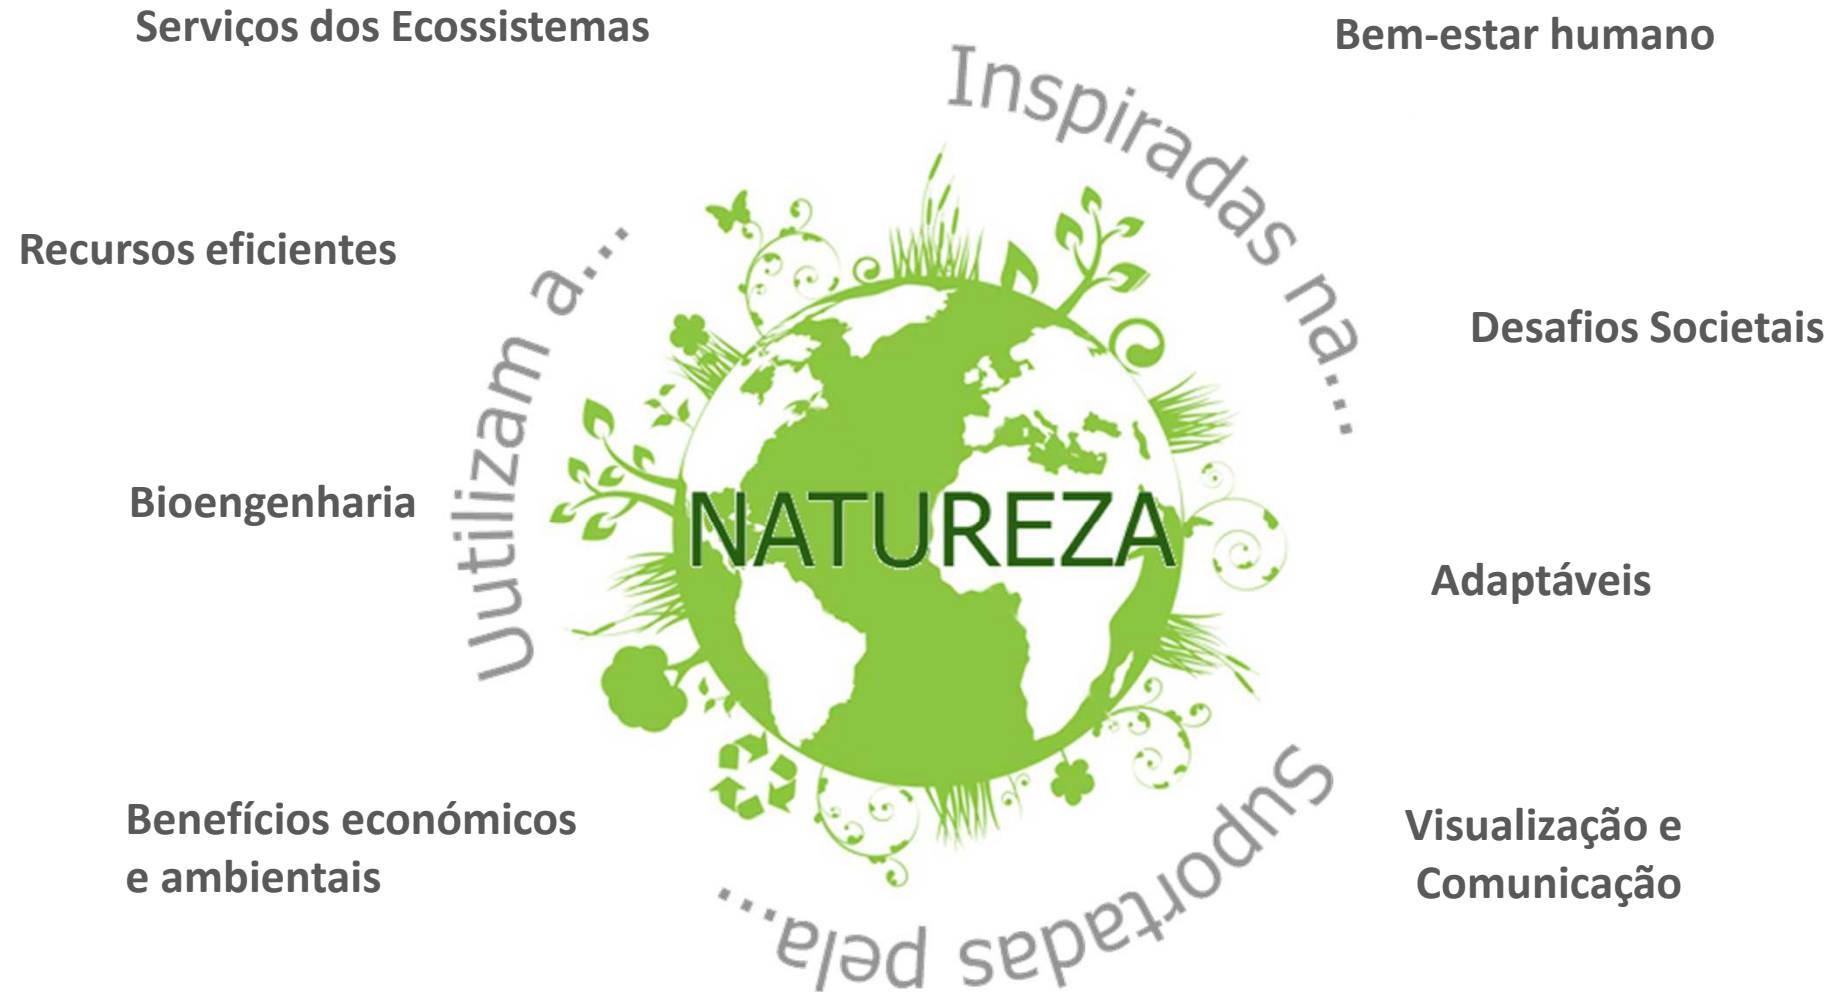 Serviços dos Ecossistemas
Bem-estar humano
Inspiradas na...
Recursos eficientes
Uutilizam a...
Desafios Societais
Bioengenharia
NATUREZA
Adaptáveis
Benefícios económicos
e ambientais
Visualização e
Comunicação
Suportadas pela...